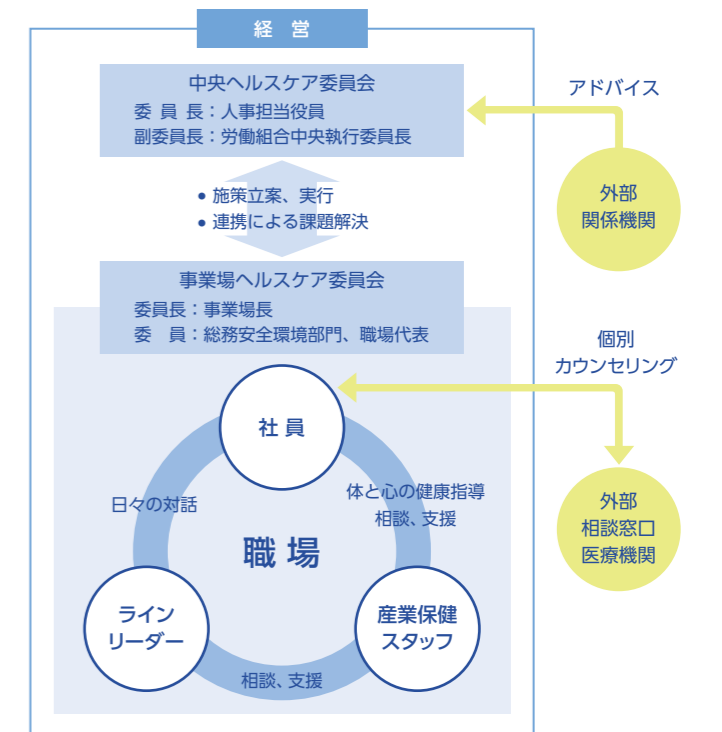 経 営
中央ヘルスケア委員会
委 員 長：人事担当役員
副委員長：労働組合中央執行委員長
アドバイス
外部
関係機関
● 施策立案、実行
● 連携による課題解決
事業場ヘルスケア委員会
委員長：事業場長
委　員：総務安全環境部門、職場代表
個別
カウンセリング
社 員
日々の対話
体と心の健康指導
相談、支援
外部
相談窓口
医療機関
職 場
ライン
リーダー
産業保健
スタッフ
相談、支援